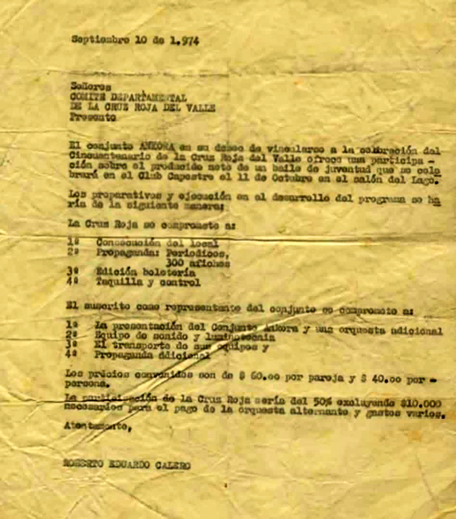 Septiembre 10 de 1.974
Señores
COMITE DEPARTAMENTAL
DE LA CRUZ ROJA DEL VALLE
Presente
El conjunto ANKORA en su deseo de vincularse a la celebración del
Cincuentenario de la Cruz Roja del Valle ofrece una participa -
ción sobre el producido neto de un baile de juventud que se cele
brará en el Club Campestre el 11 de Octubre en el salón del Lago.
Los preparativos y ejecución en el desarrollo del programa se ha
ría de la siguiente manera:
La Cruz Roja se compromete a:
1º Consecución del local
2º Propaganda: Periodicos,
300 afiches
3º Edición boletería
4º Taquilla y control
El suscrito como representante del conjunto se compromete a:
1º La presentación del Conjunto Ankora y una orquesta adicional
2º Equipo de sonido y luminotecnia
3º El transporte de sus equipos y
4º Propaganda adicional
Los précios convenidos son de $ 60.00 por pareja y $ 40.00 por -
persona.
La participación de la Cruz Roja sería del 50% excluyendo $10.000
necesarios para el pago de la orquesta alternante y gastos varios.
Atentamente,
ROBERTO EDUARDO CALERO